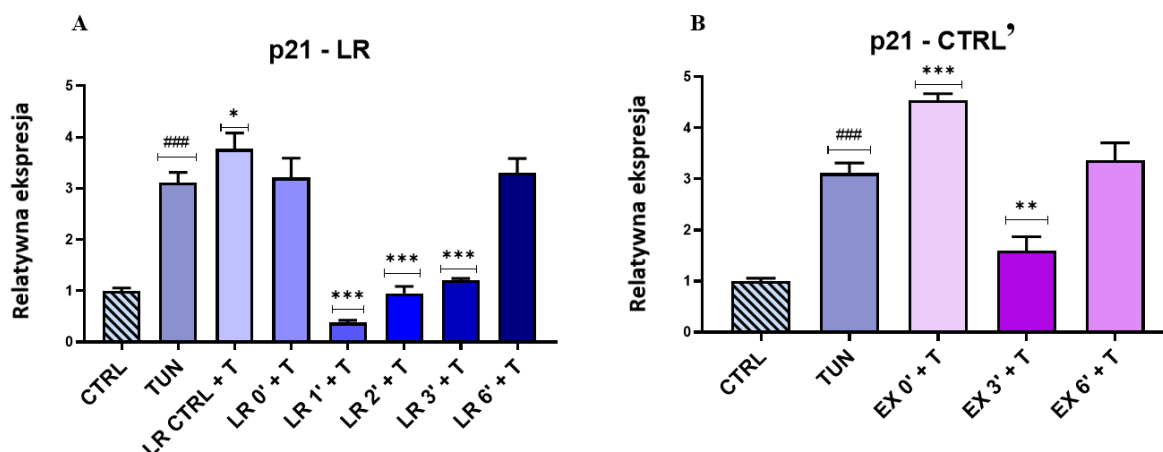 A
p21 - LR
Relatywna ekspresja
5
4
3
2
1
0
###
*
***
***
***
CTRL
TUN
LR CTRL + T
LR 0' + T
LR 1' + T
LR 2' + T
LR 3' + T
LR 6' + T
B
p21 - CTRL’
Relatywna ekspresja
5
4
3
2
1
0
###
***
**
CTRL
TUN
EX 0' + T
EX 3' + T
EX 6' + T